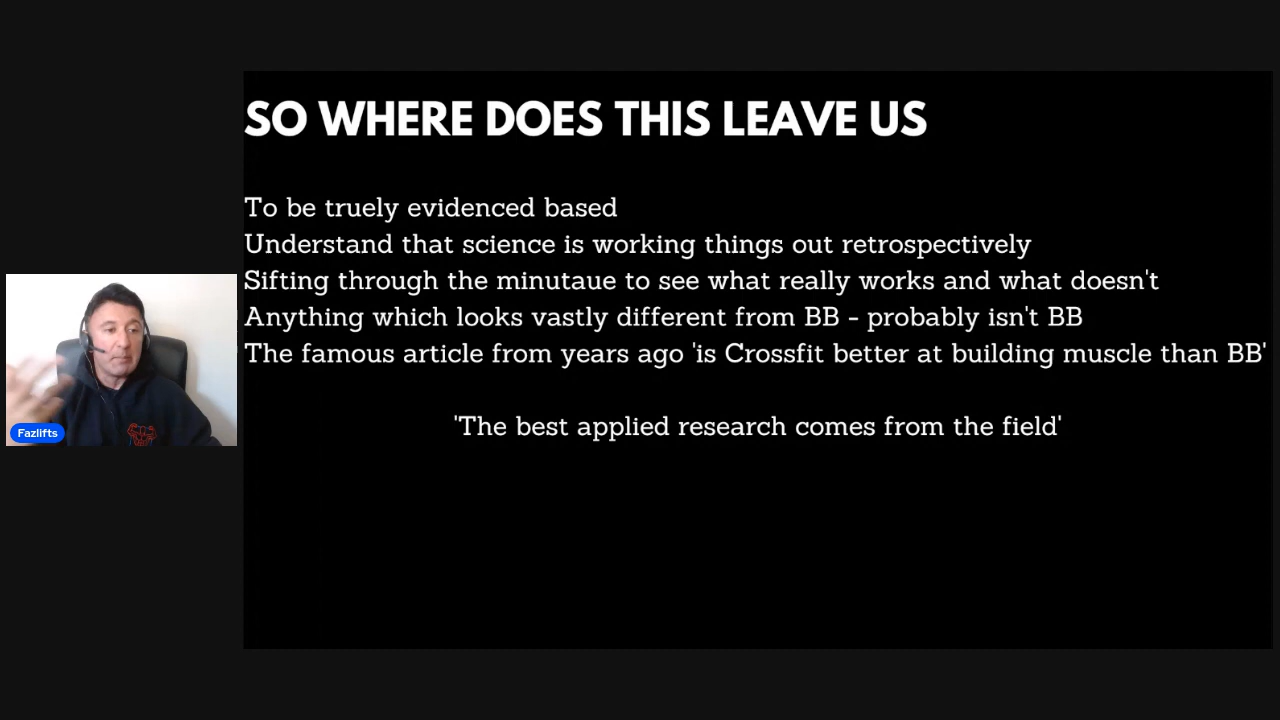 SO WHERE DOES THIS LEAVE US
To be truely evidenced based
Understand that science is working things out retrospectively
Sifting through the minutaue to see what really works and what doesn't
Anything which looks vastly different from BB - probably isn't BB
The famous article from years ago 'is Crossfit better at building muscle than BB'
'The best applied research comes from the field'
Fazlifts